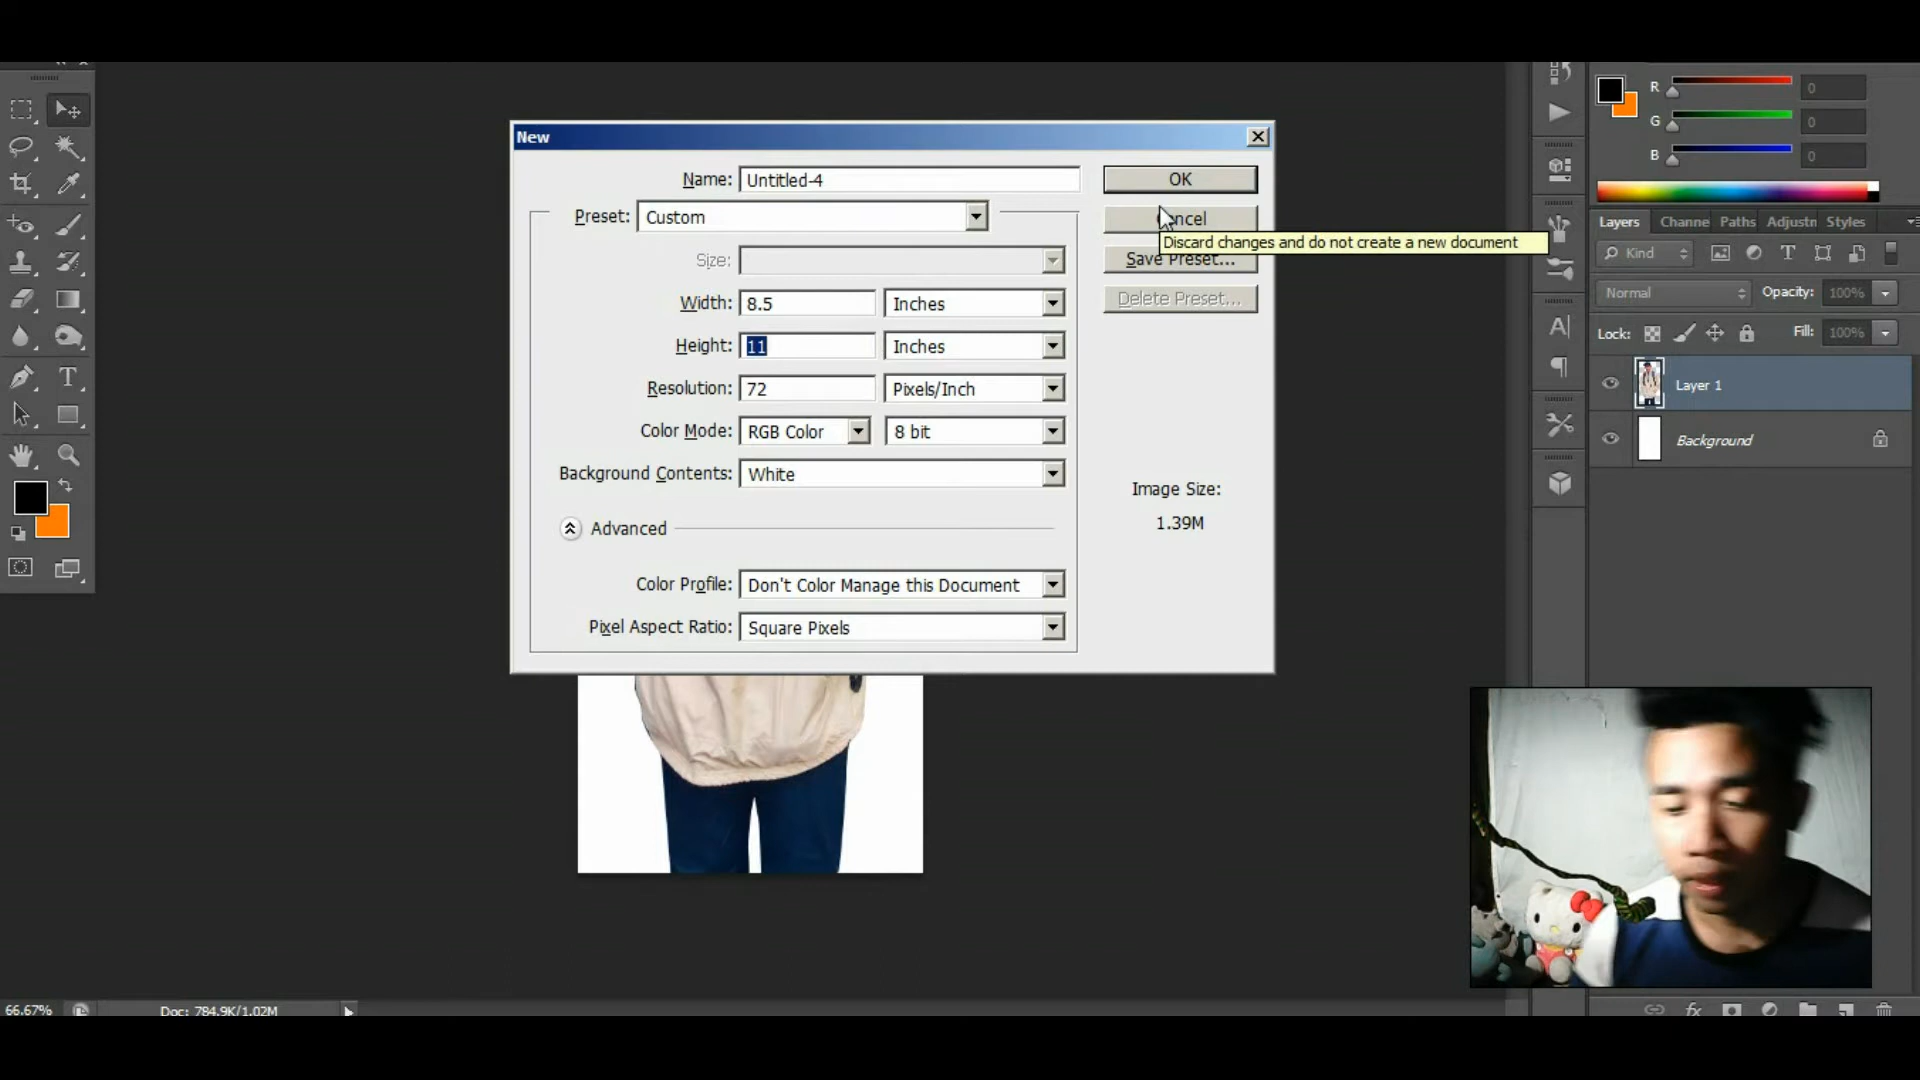 New
Name: Untitled-4
OK
Preset: Custom
Cancel
Discard changes and do not create a new document
Size:
Save Preset...
Width: 8.5 Inches
Delete Preset...
Height: 11 Inches
Resolution: 72 Pixels/Inch
Color Mode: RGB Color 8 bit
Background Contents: White
Image Size:
1.39M
Advanced
Color Profile: Don't Color Manage this Document
Pixel Aspect Ratio: Square Pixels
R 0
G 0
B 0
Layers Channe Paths Adjustn Styles
Kind
Normal Opacity: 100%
Lock: Fill: 100%
Layer 1
Background
66.67% Doc: 784.9K/1.02M